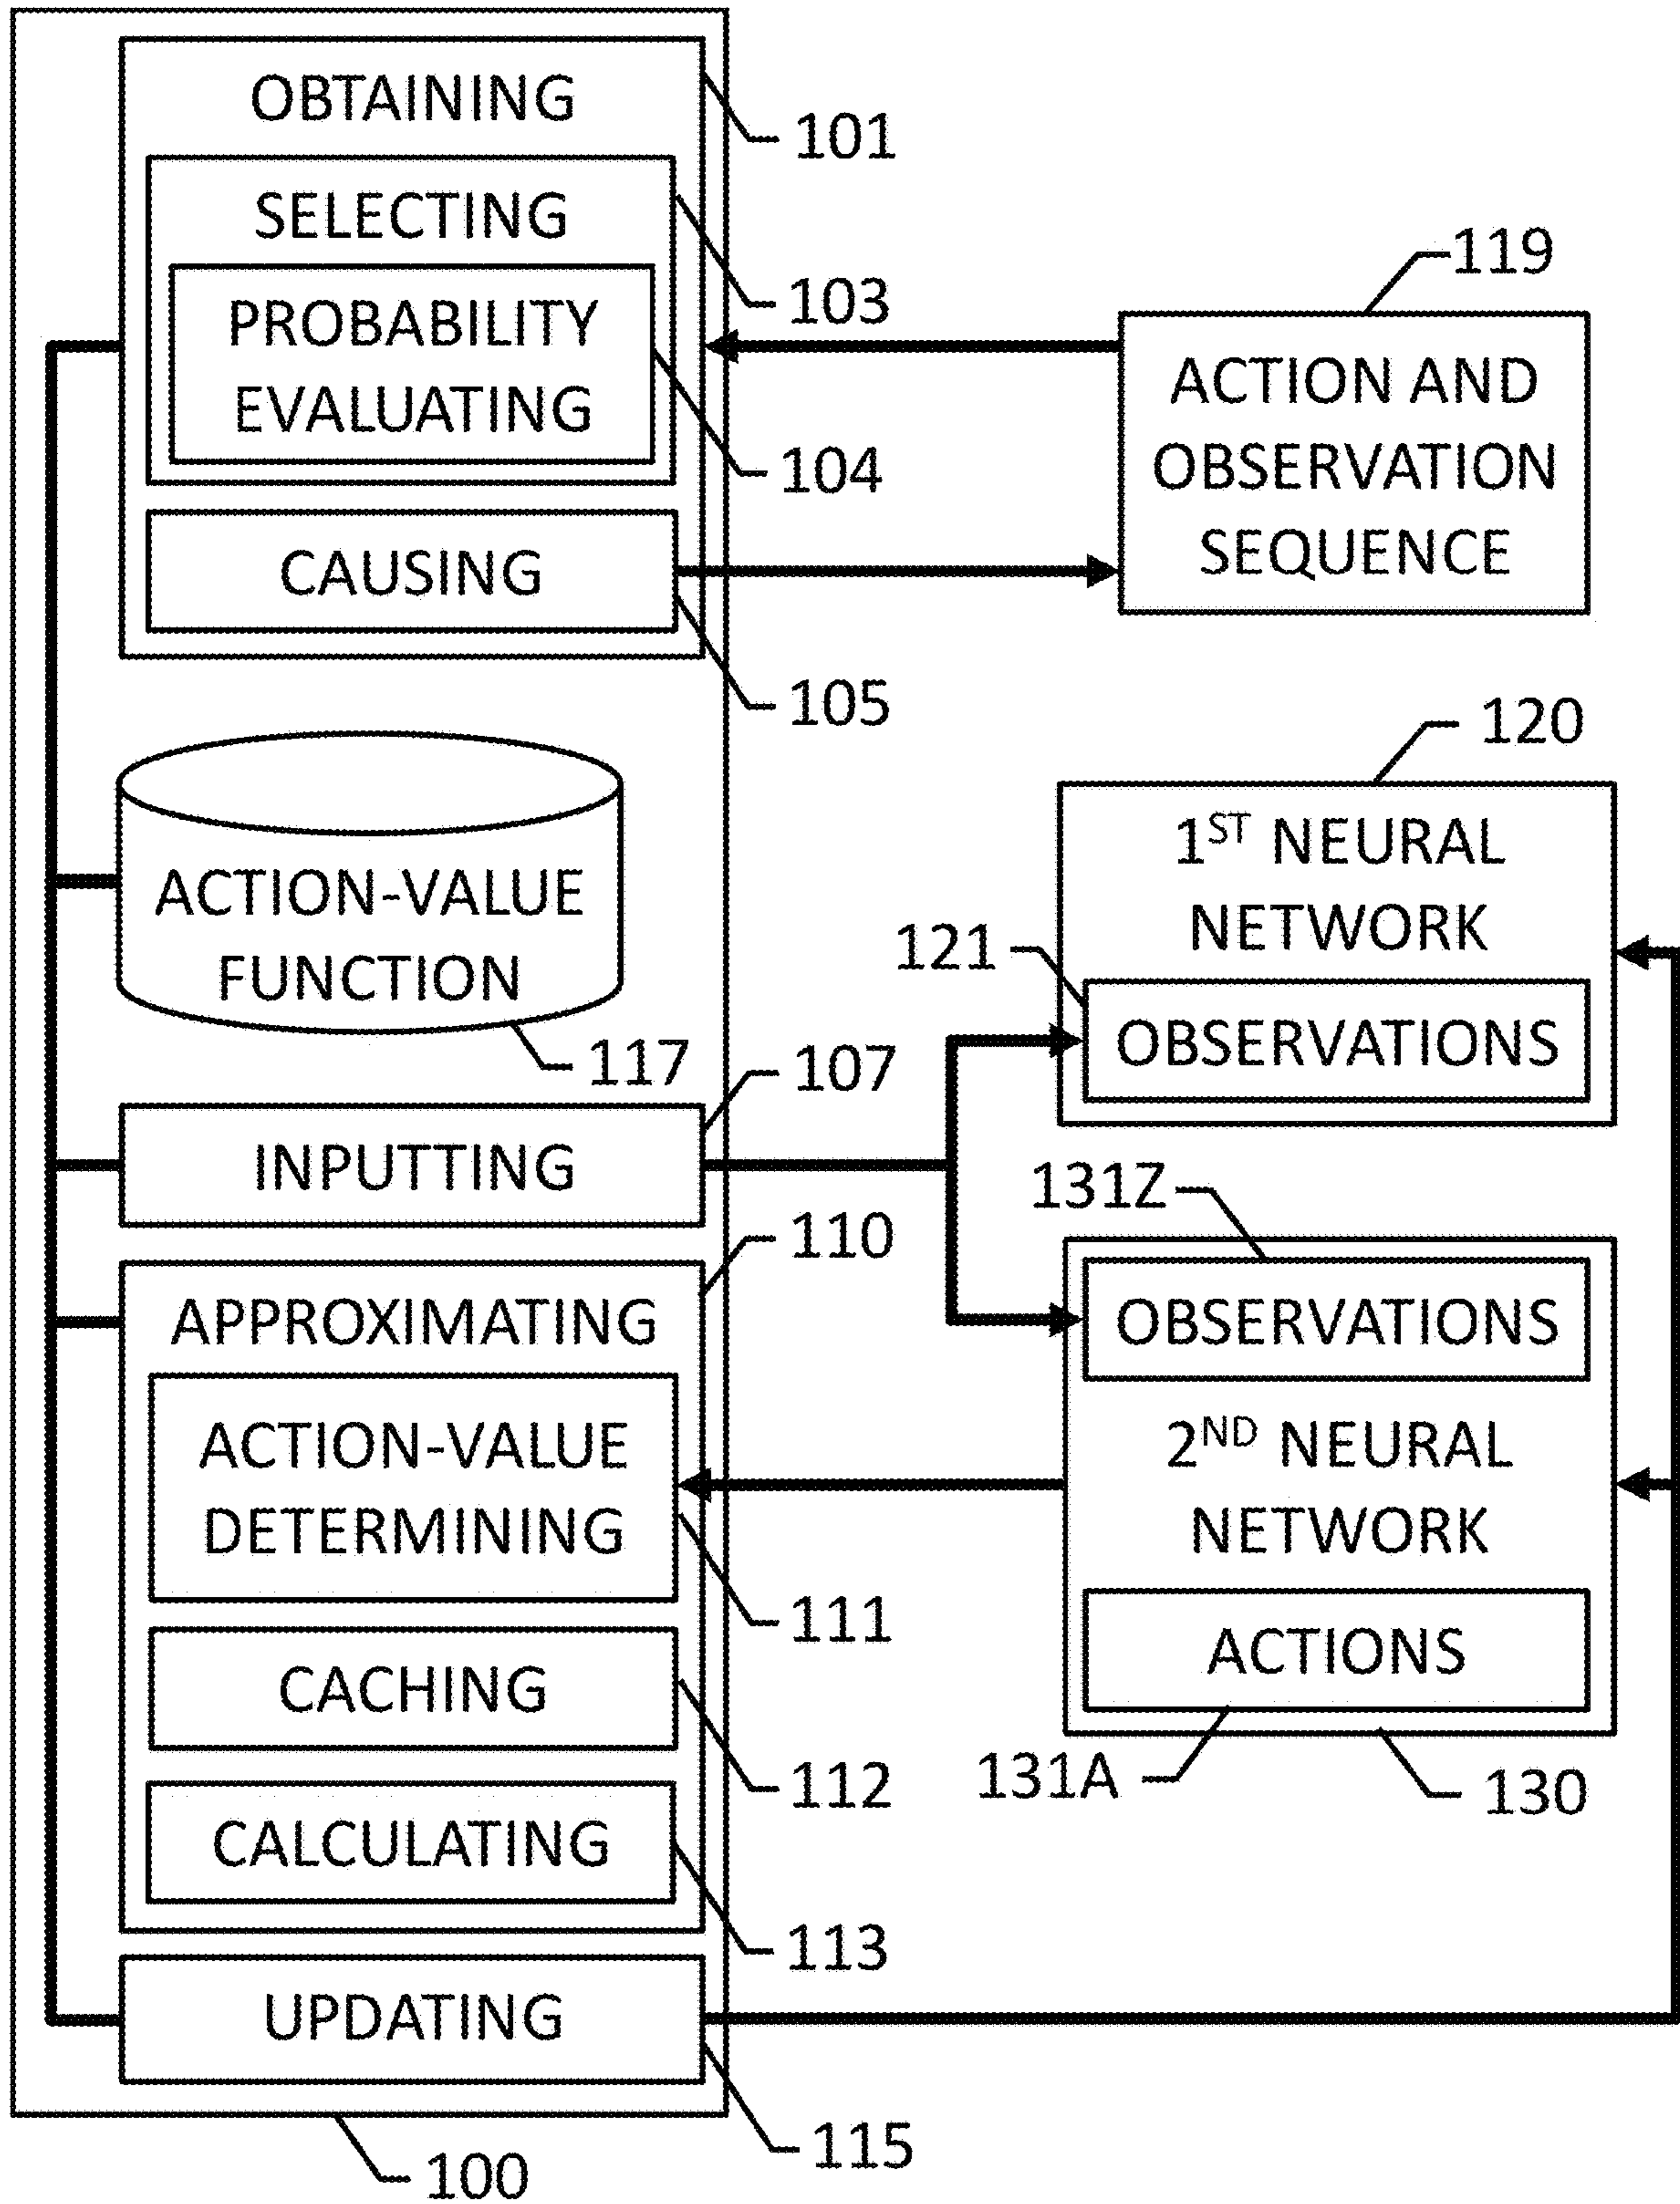 OBTAINING
101
SELECTING
103
PROBABILITY
EVALUATING
104
CAUSING
105
119
ACTION AND
OBSERVATION
SEQUENCE
ACTION-VALUE
FUNCTION
117
120
1ST NEURAL
NETWORK
121
OBSERVATIONS
107
INPUTTING
131Z
OBSERVATIONS
2ND NEURAL
NETWORK
ACTIONS
131A
130
110
APPROXIMATING
ACTION-VALUE
DETERMINING
111
CACHING
112
CALCULATING
113
UPDATING
115
100